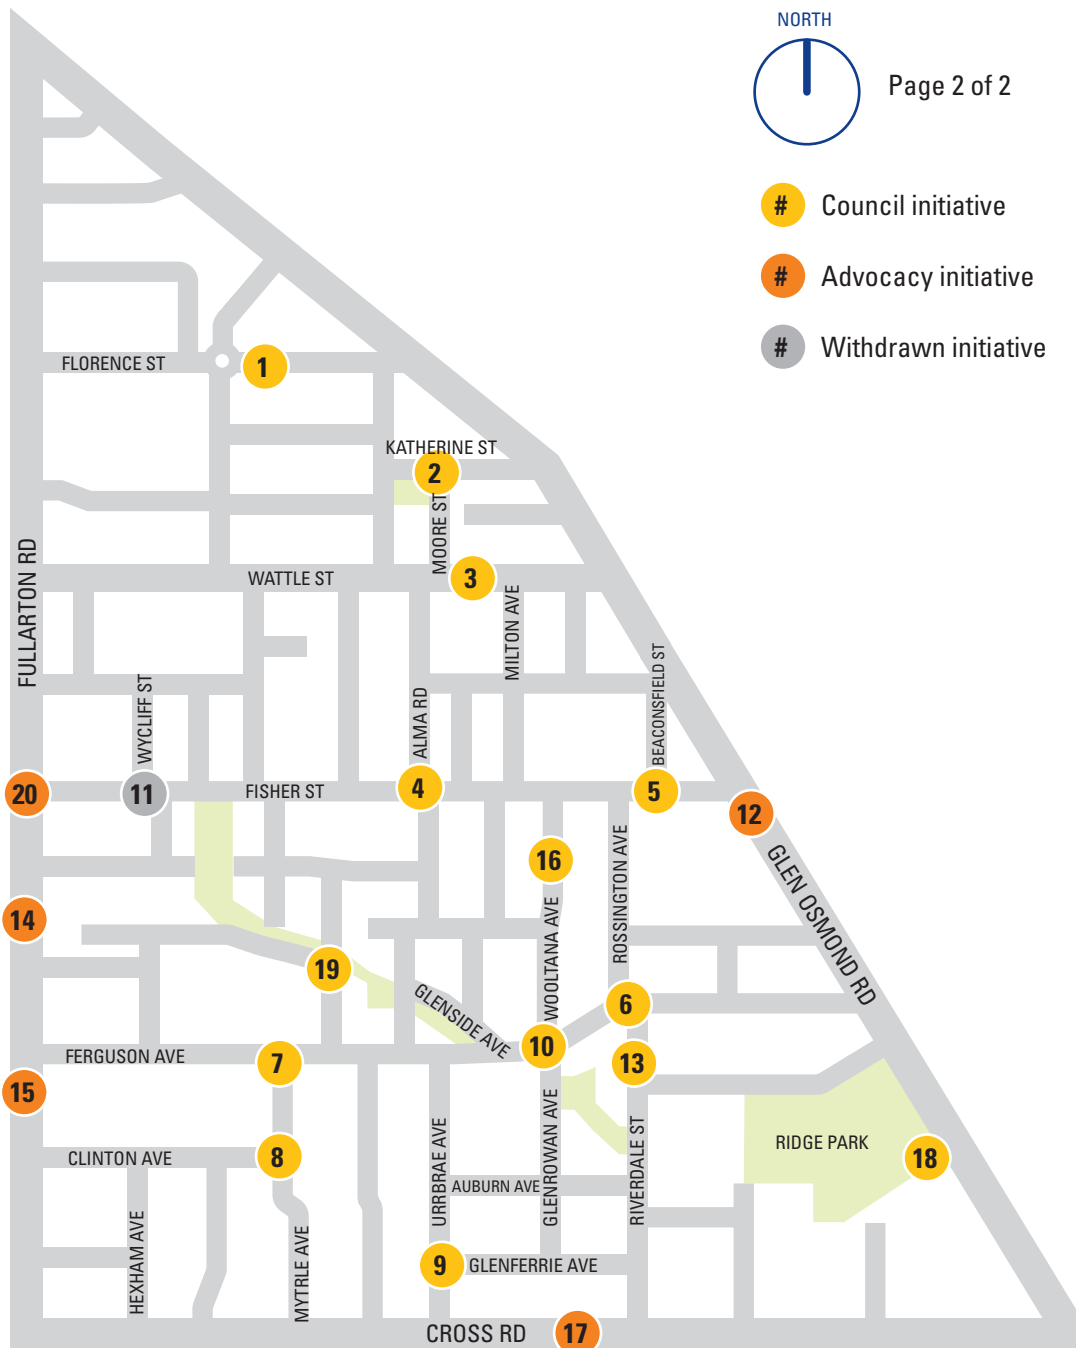 NORTH
Page 2 of 2
# Council initiative
# Advocacy initiative
# Withdrawn initiative
FLORENCE ST
1
KATHERINE ST
2
MOORE ST
FULLARTON RD
WATTLE ST
3
MILTON AVE
WYCLIFF ST
ALMA RD
BEACONSFIELD ST
20
11
FISHER ST
4
5
12
16
ROSSINGTON AVE
GLEN OSMOND RD
14
19
WOOLTANA AVE
GLENSIDE AVE
6
FERGUSON AVE
7
10
13
15
CLINTON AVE
8
URRBRAE AVE
GLENROWAN AVE
RIVERDALE ST
RIDGE PARK
18
AUBURN AVE
HEXHAM AVE
MYTRLE AVE
9
GLENFERRIE AVE
CROSS RD
17